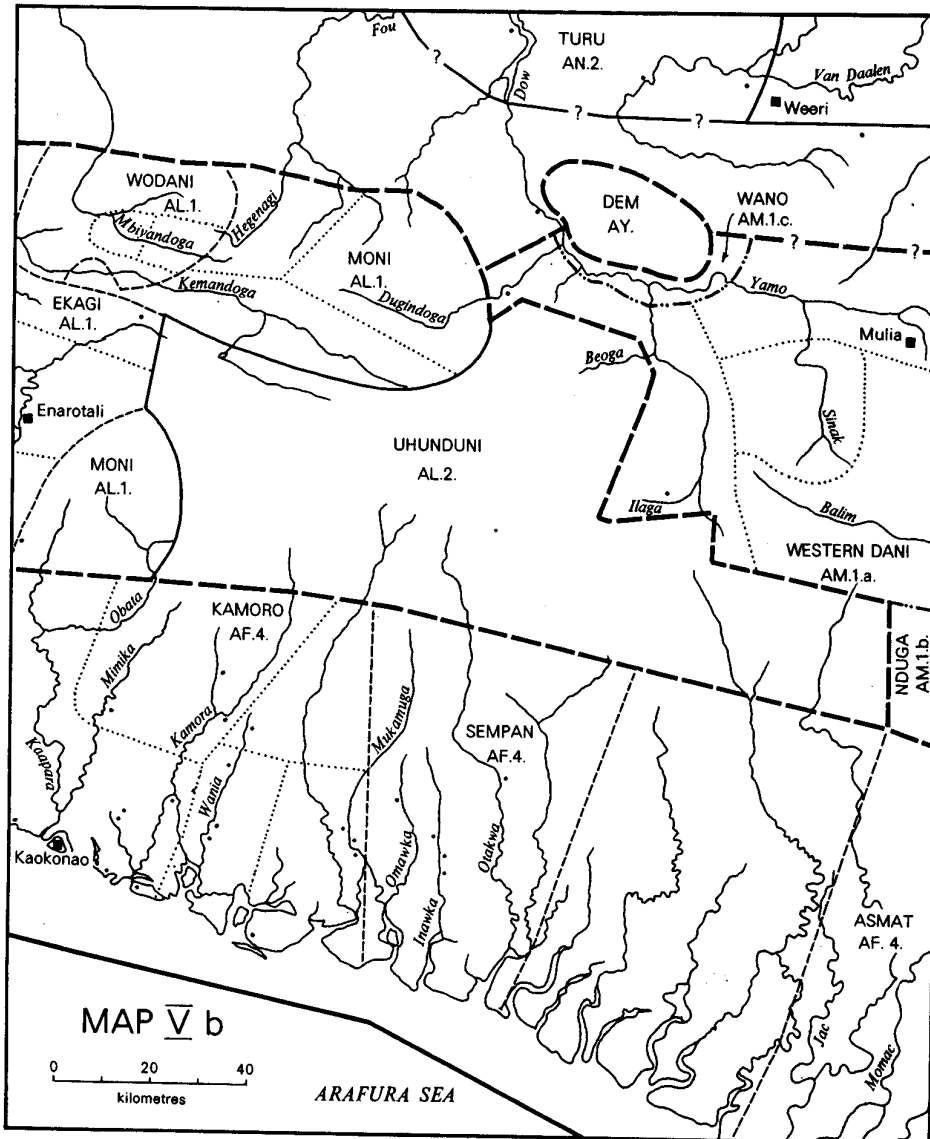 Fou
TURU
AN.2.
Dow
Van Daalen
Weeri
?
?
?
?
WODANI
AL.1.
Hegenagi
Mbiyandoga
DEM
AY.
WANO
AM.1.c.
?
?
MONI
AL.1.
Kemandoga
Dugindoga
Yamo
EKAGI
AL.1.
Mulia
Beoga
Enarotali
Sinak
UHUNDUNI
AL.2.
MONI
AL.1.
Ilaga
Balim
WESTERN DANI
AM.1.a.
Obata
KAMORO
AF.4.
NDUGA
AM.1.b.
Mimika
Kamora
Mukamuga
SEMPAN
AF.4.
Kaapara
Wania
Omawka
Otakwa
Kaokonao
Inawka
ASMAT
AF. 4.
MAP V b
Jac
Momac
0 20 40
kilometres
ARAFURA SEA